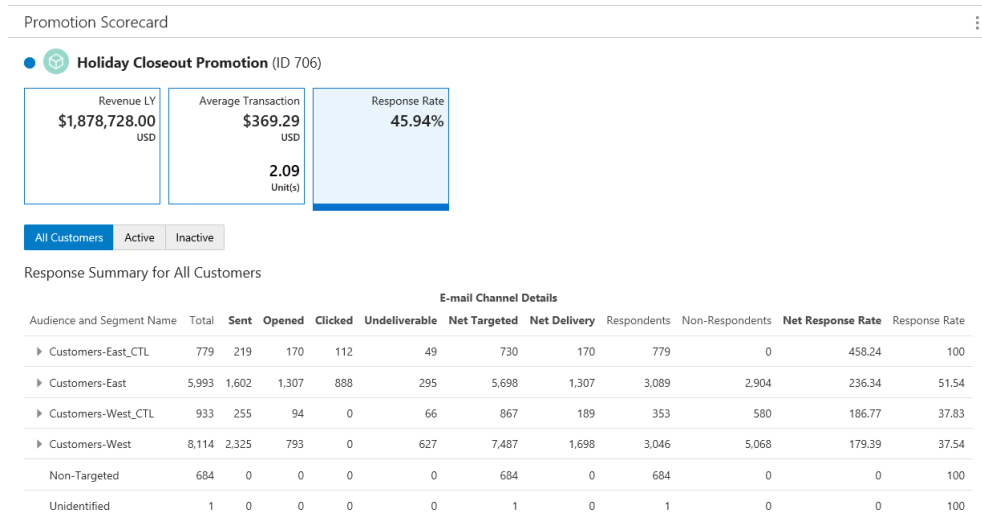 Promotion Scorecard
Holiday Closeout Promotion (ID 706)
Revenue LY Average Transaction Response Rate
$1,878,728.00 $369.29 45.94%
USD USD
2.09
Unit(s)
All Customers Active Inactive
Response Summary for All Customers
E-mail Channel Details
Audience and Segment Name Total Sent Opened Clicked Undeliverable Net Targeted Net Delivery Respondents Non-Respondents Net Response Rate Response Rate
Customers-East_CTL 779 219 170 112 49 730 170 779 0 458.24 100
Customers-East 5,993 1,602 1,307 888 295 5,698 1,307 3,089 2,904 236.34 51.54
Customers-West_CTL 933 255 94 0 66 867 189 353 580 186.77 37.83
Customers-West 8,114 2,325 793 0 627 7,487 1,698 3,046 5,068 179.39 37.54
Non-Targeted 684 0 0 0 0 684 0 684 0 0 100
Unidentified 1 0 0 0 0 1 0 1 0 0 100